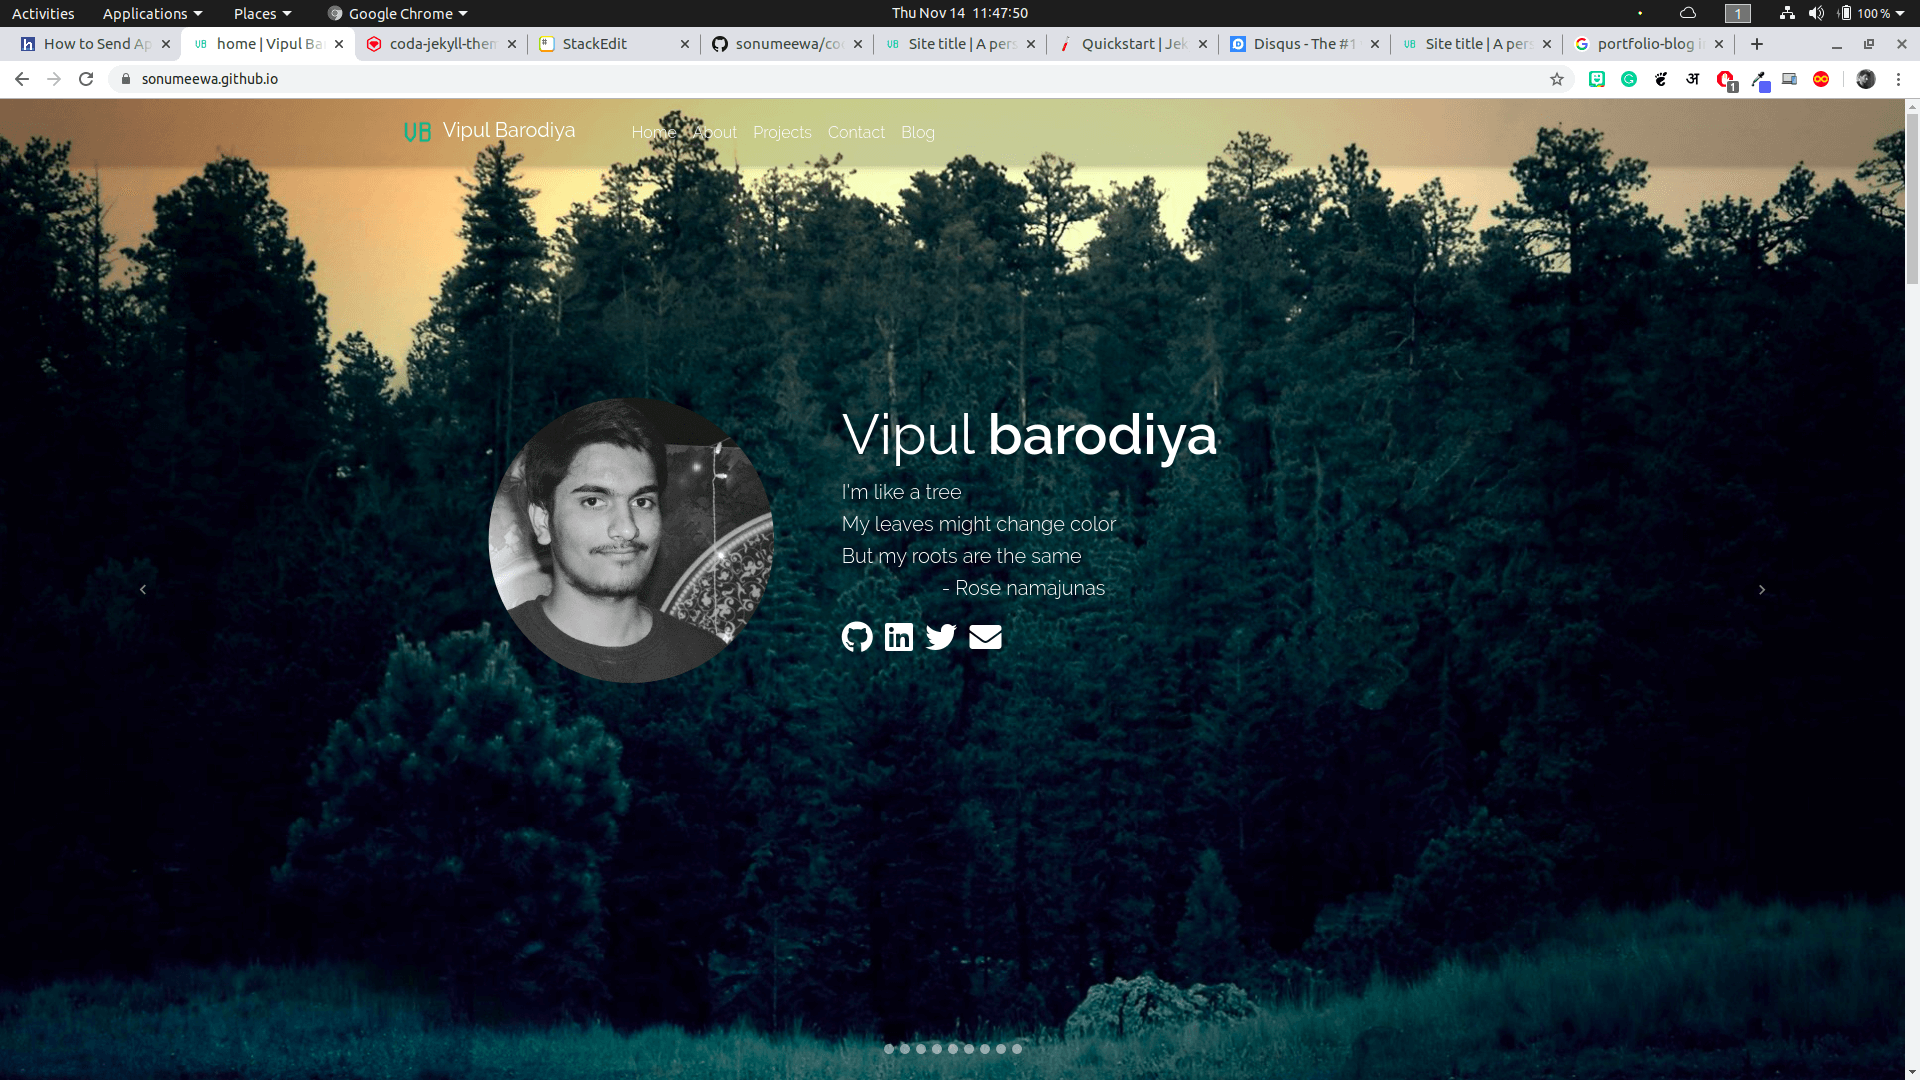 Activities Applications Places Google Chrome Thu Nov 14 11:47:50 1 100 %
How to Send Ap home | Vipul Ba coda-jekyll-the StackEdit sonumeewa/co Site title | A pers Quickstart | Jek Disqus - The #1 Site title | A pers portfolio-blog i
sonumeewa.github.io अ 1
VB Vipul Barodiya Home About Projects Contact Blog
Vipul barodiya
I'm like a tree
My leaves might change color
But my roots are the same
- Rose namajunas